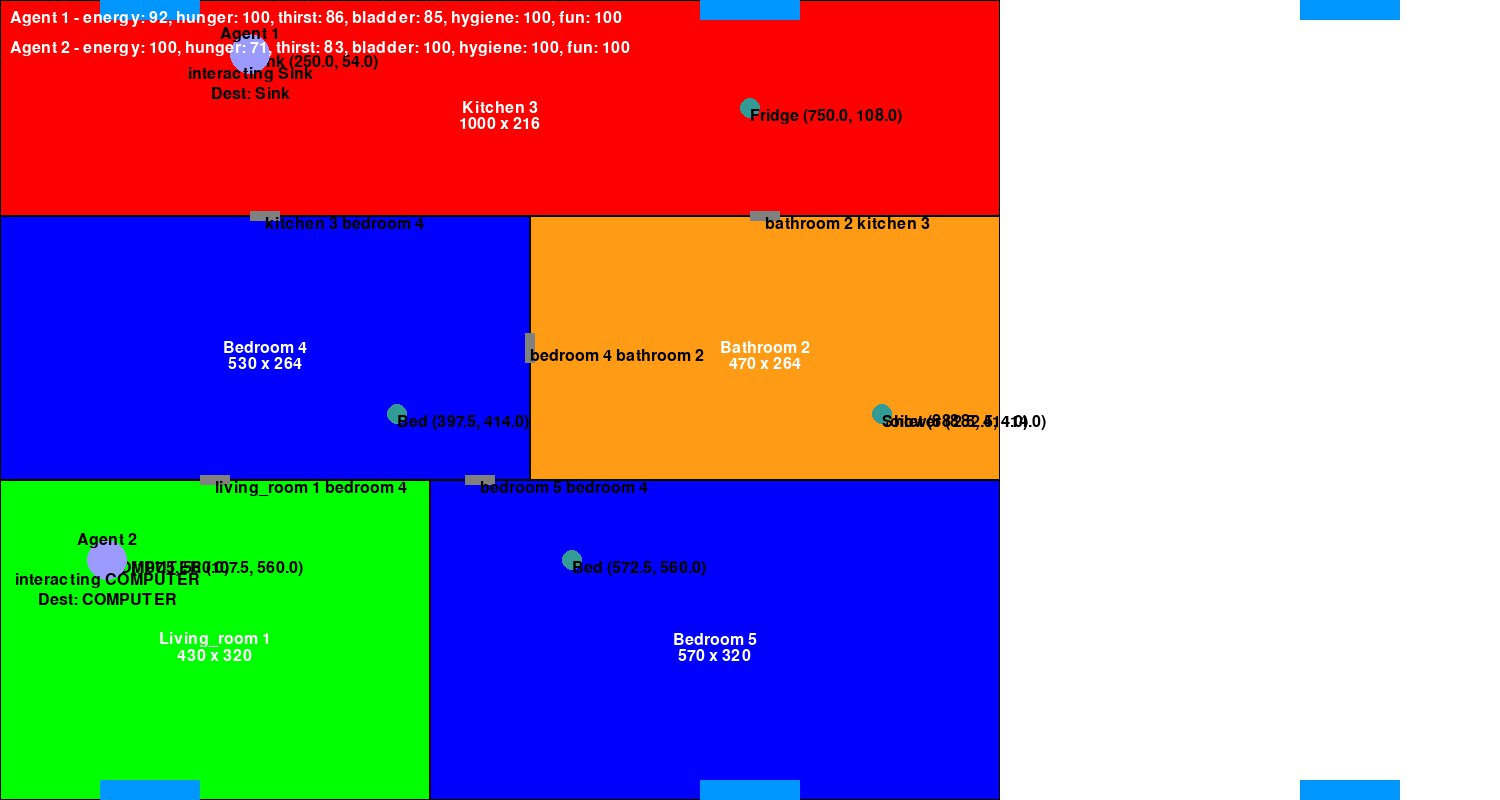 Agent 1 - energy: 92, hunger: 100, thirst: 86, bladder: 85, hygiene: 100, fun: 100
Agent 1
Agent 2 - energy: 100, hunger: 71, thirst: 83, bladder: 100, hygiene: 100, fun: 100
(250.0, 54.0)
interacting Sink
Dest: Sink
Kitchen 3
1000 x 216
Fridge (750.0, 108.0)
kitchen 3 bedroom 4
bathroom 2 kitchen 3
Bedroom 4
530 x 264
bedroom 4 bathroom 2
Bathroom 2
470 x 264
Bed (397.5, 414.0)
living_room 1 bedroom 4
bedroom 5 bedroom 4
Agent 2
560.0)
interacting COMPUTER
Dest: COMPUTER
Bed (572.5, 560.0)
Living_room 1
430 x 320
Bedroom 5
570 x 320